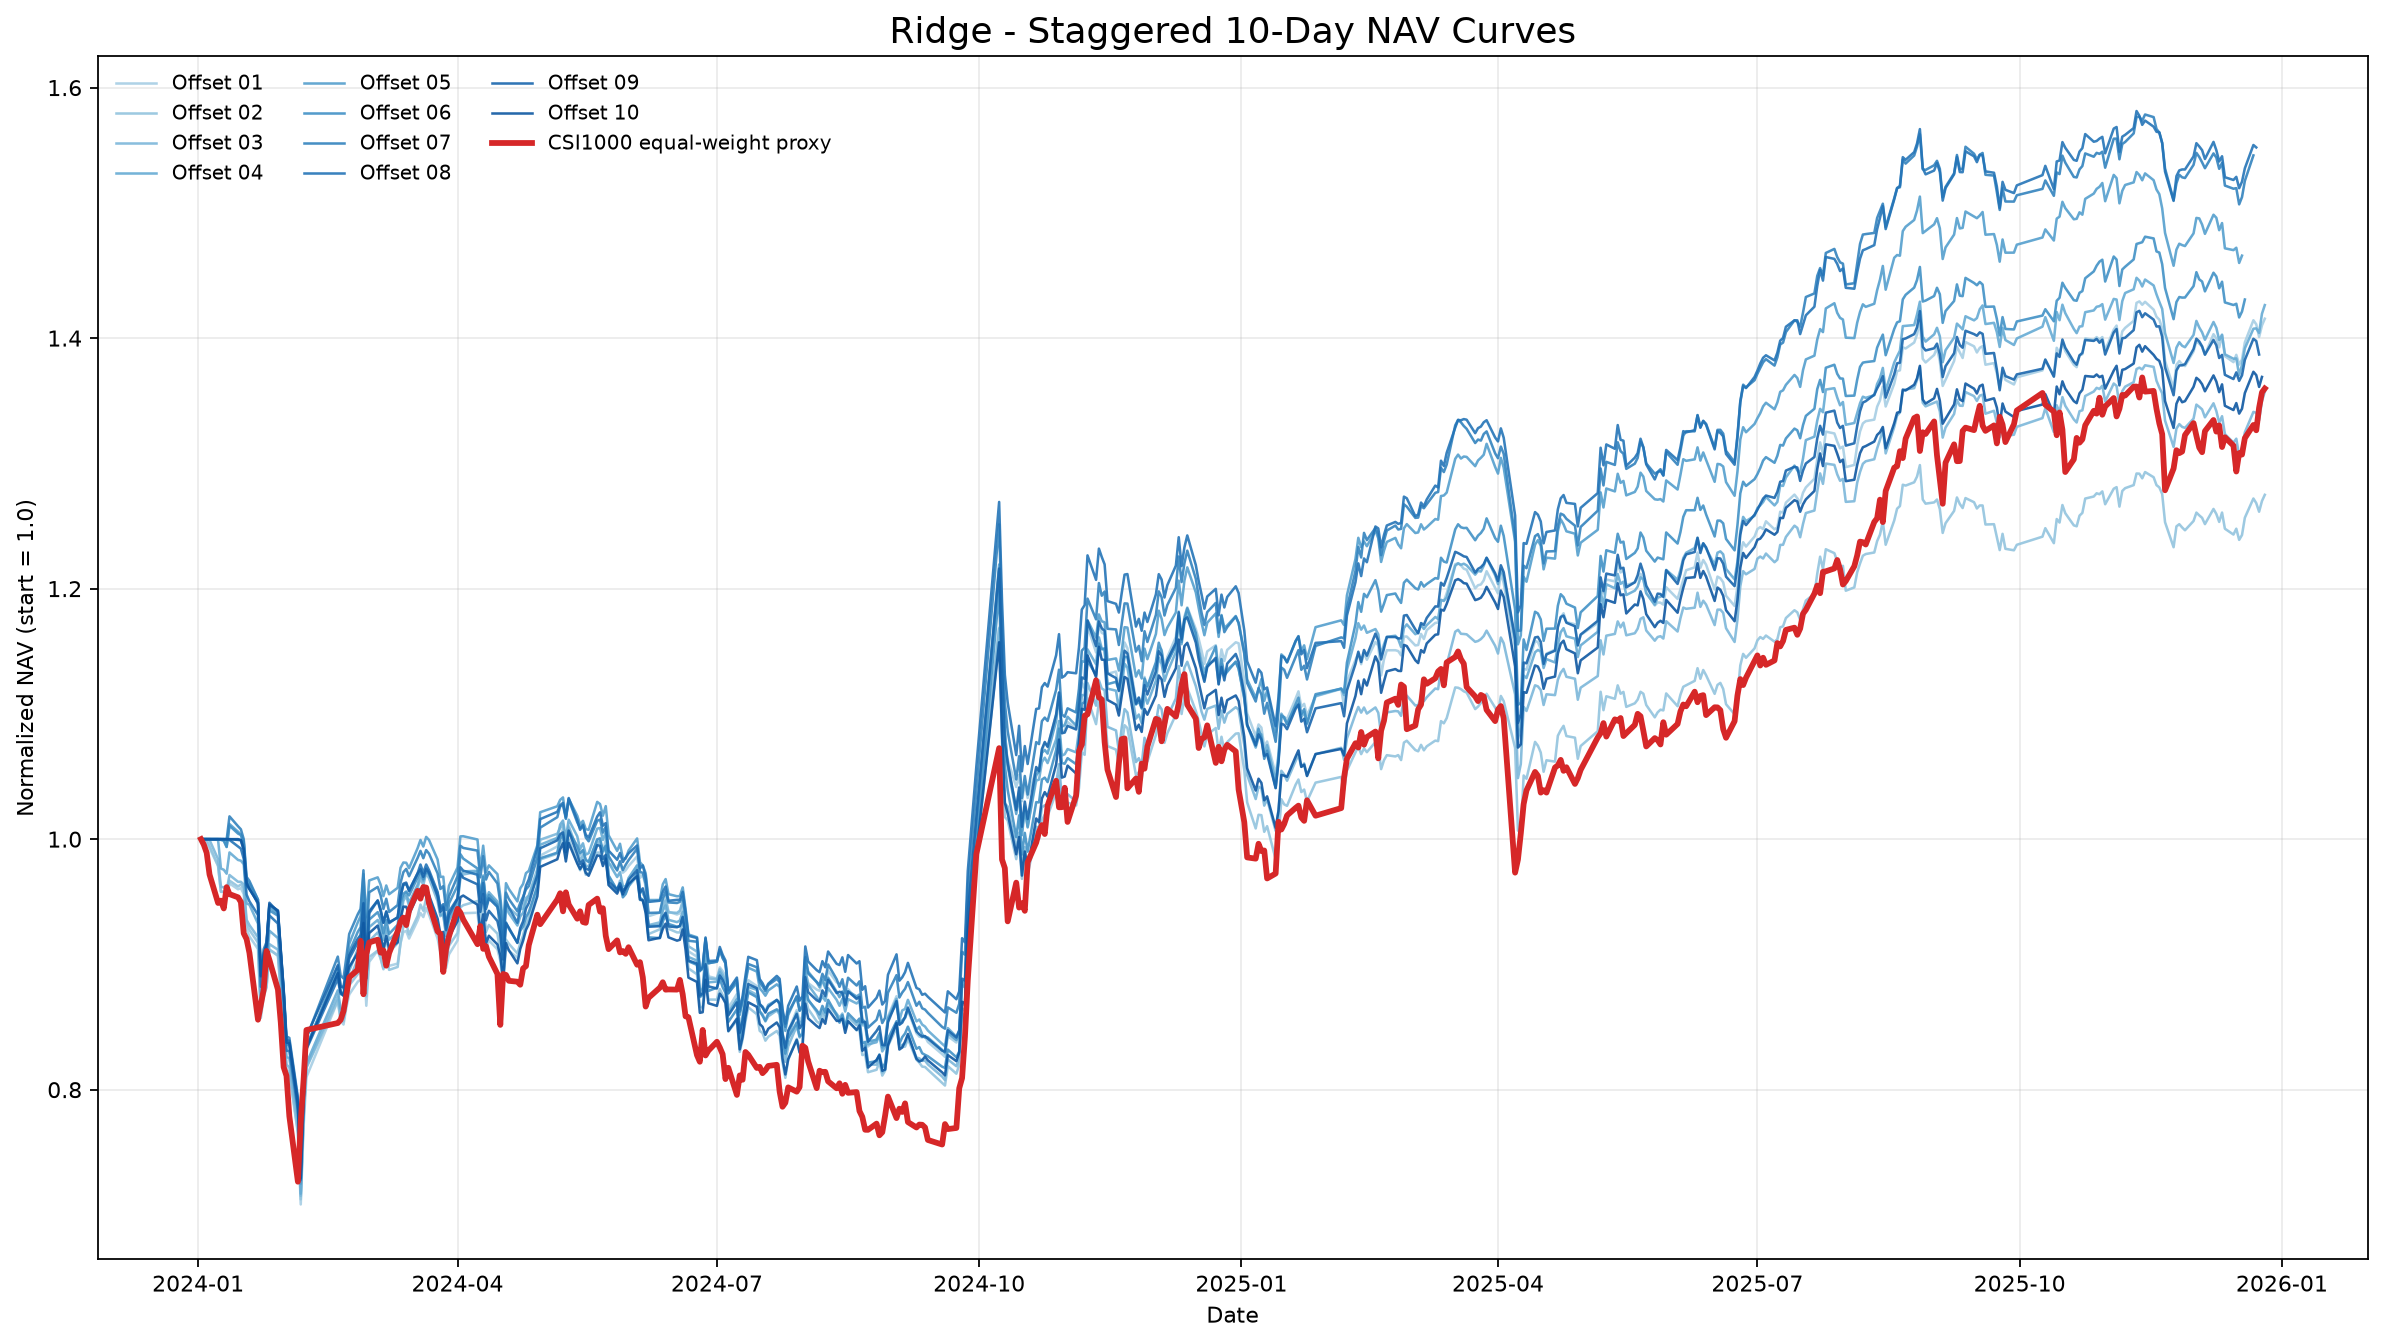 Ridge - Staggered 10-Day NAV Curves
Offset 01
Offset 02
Offset 03
Offset 04
Offset 05
Offset 06
Offset 07
Offset 08
Offset 09
Offset 10
CSI1000 equal-weight proxy
Normalized NAV (start = 1.0)
1.6
1.4
1.2
1.0
0.8
2024-01
2024-04
2024-07
2024-10
2025-01
2025-04
2025-07
2025-10
2026-01
Date